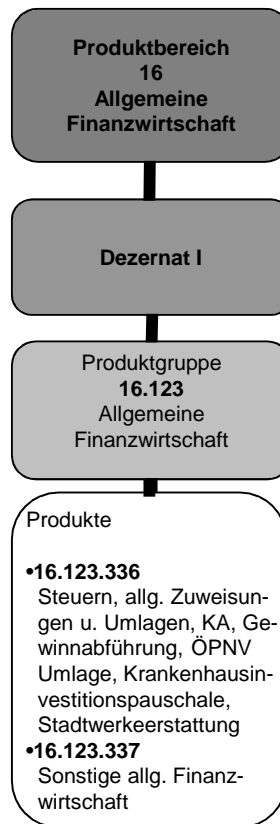 Produktbereich
16
Allgemeine
Finanzwirtschaft
Dezernat I
Produktgruppe
16.123
Allgemeine
Finanzwirtschaft
Produkte
•16.123.336
Steuern, allg. Zuweisun-
gen u. Umlagen, KA, Ge-
winnabführung, ÖPNV
Umlage, Krankenhausin-
vestitionspauschale,
Stadtwerkeerstattung
•16.123.337
Sonstige allg. Finanz-
wirtschaft